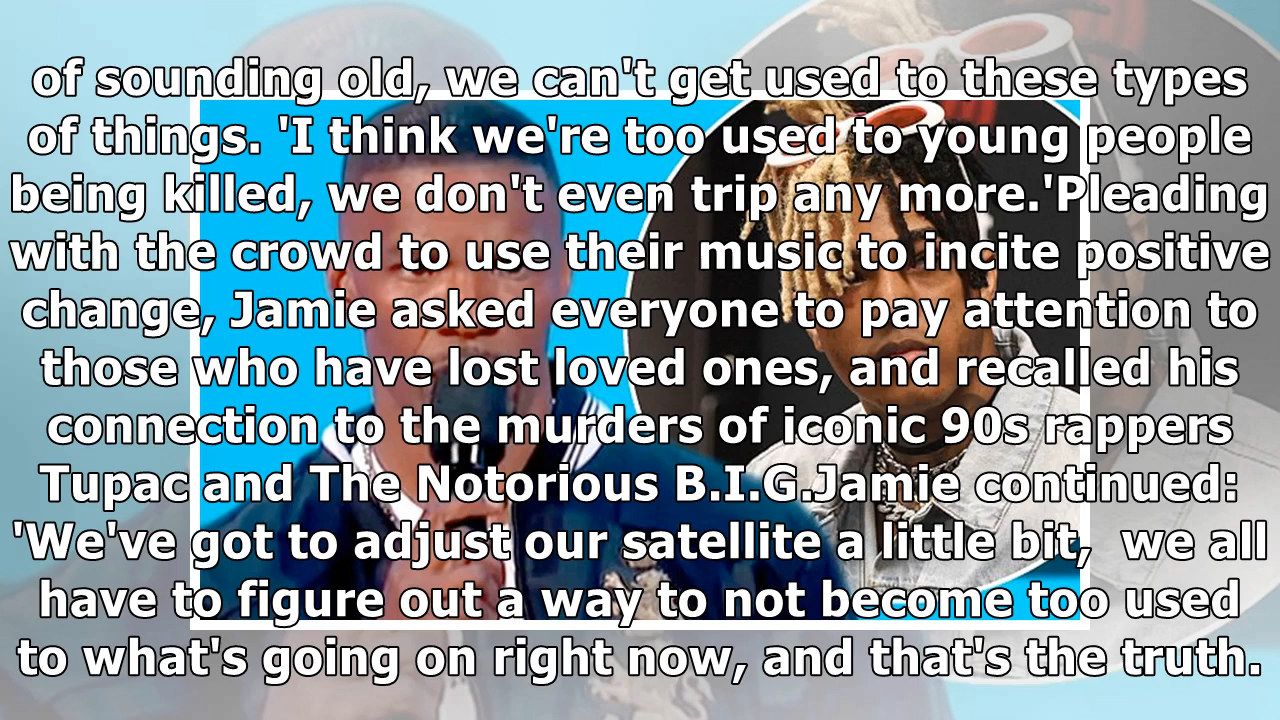 of sounding old, we can't get used to these types
of things. 'I think we're too used to young people
being killed, we don't even trip any more.'Pleading
with the crowd to use their music to incite positive
change, Jamie asked everyone to pay attention to
those who have lost loved ones, and recalled his
connection to the murders of iconic 90s rappers
Tupac and The Notorious B.I.G.Jamie continued:
'We've got to adjust our satellite a little bit,  we all
have to figure out a way to not become too used
to what's going on right now, and that's the truth.